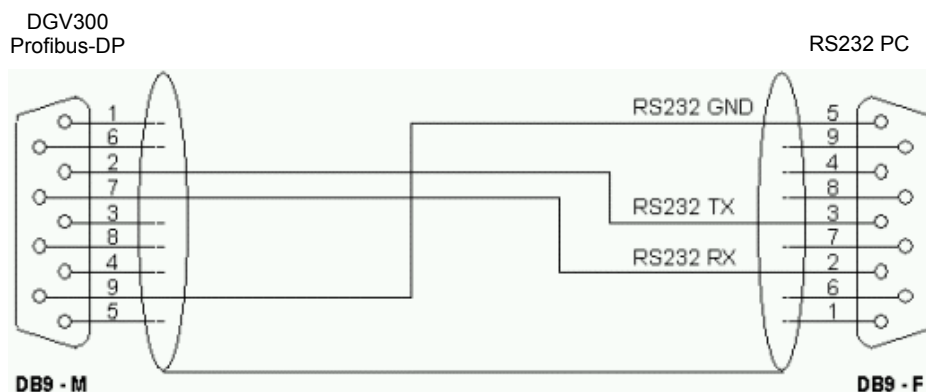 DGV300
Profibus-DP
RS232 PC
1
6
2
7
3
8
4
9
5
RS232 GND
RS232 TX
RS232 RX
5
9
4
8
3
7
2
6
1
DB9 - M
DB9 - F